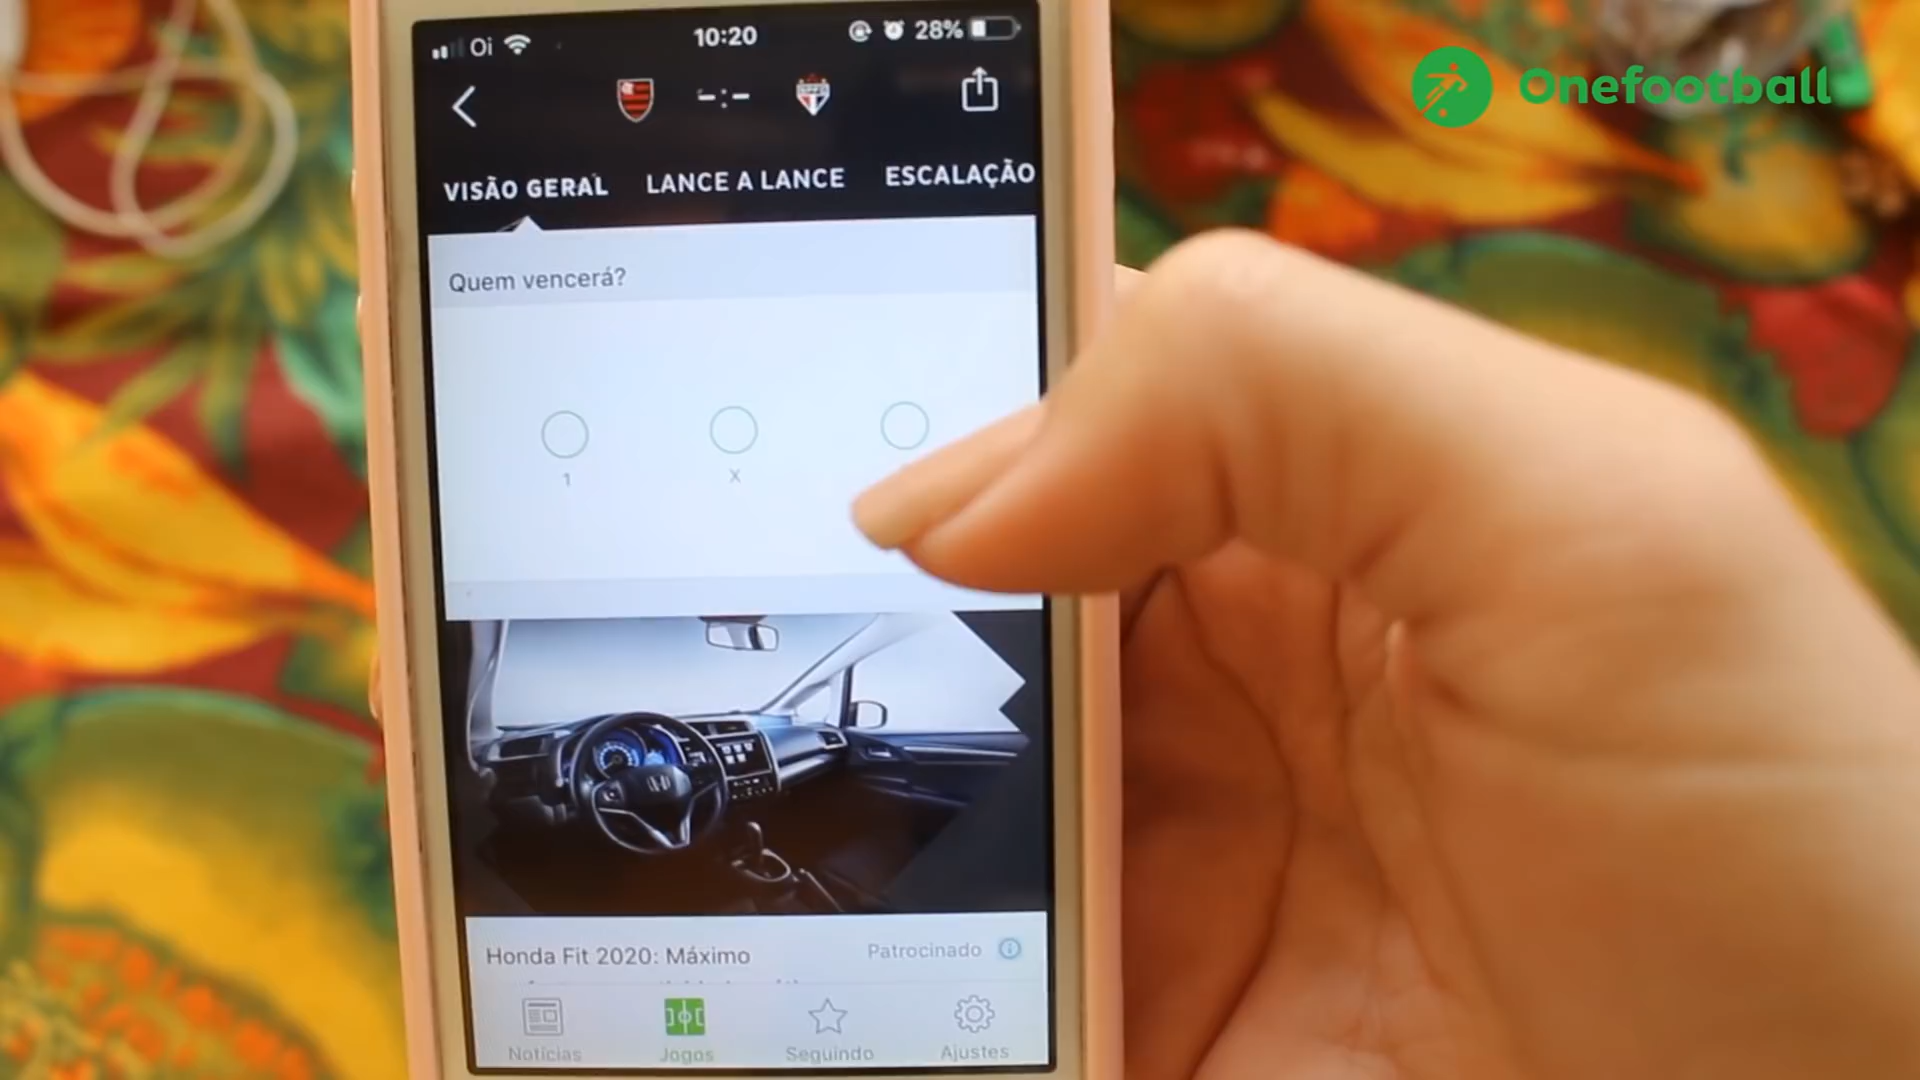 Oi 10:20 28%
Onefootball
-:-
VISÃO GERAL LANCE A LANCE ESCALAÇÃO
Quem vencerá?
1 X
Honda Fit 2020: Máximo Patrocinado
Notícias Jogos Seguindo Ajustes